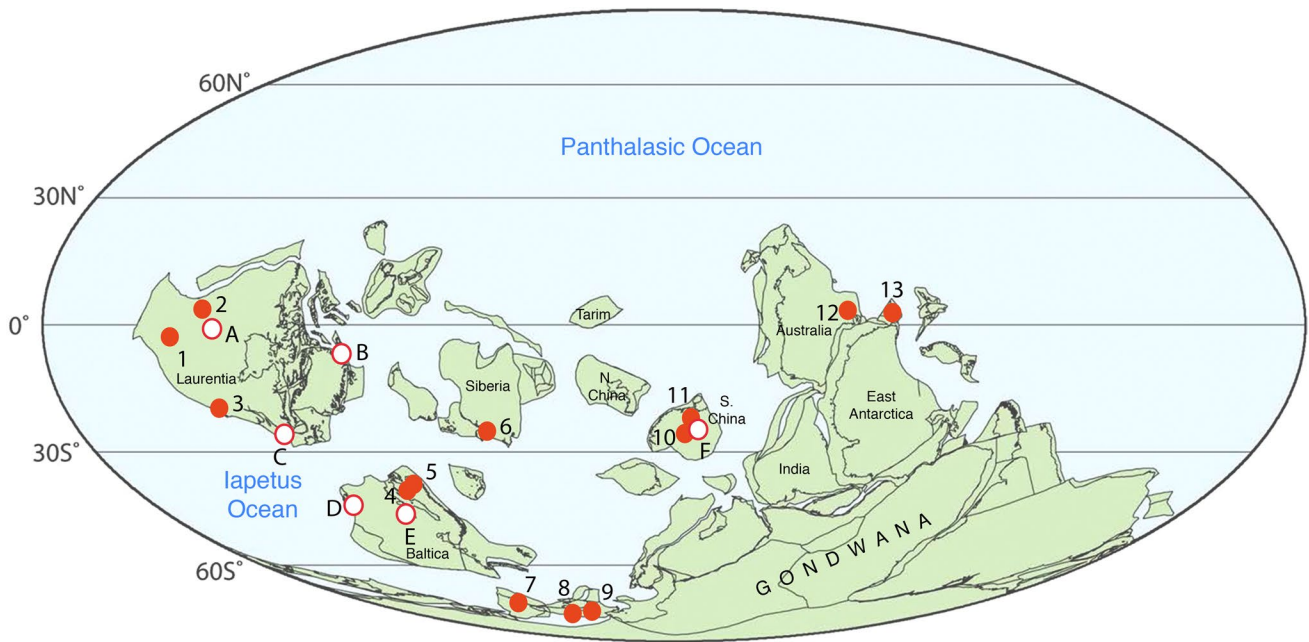 60N°
Panthalasic Ocean
30N°
0°
2
A
1
Laurentia
3
B
C
Tarim
Siberia
6
N.
China
11
S.
China
10
F
12
13
Australia
East
Antarctica
India
30S°
Iapetus
Ocean
5
4
D
E
Baltica
60S°
7
8
9
GONDWANA